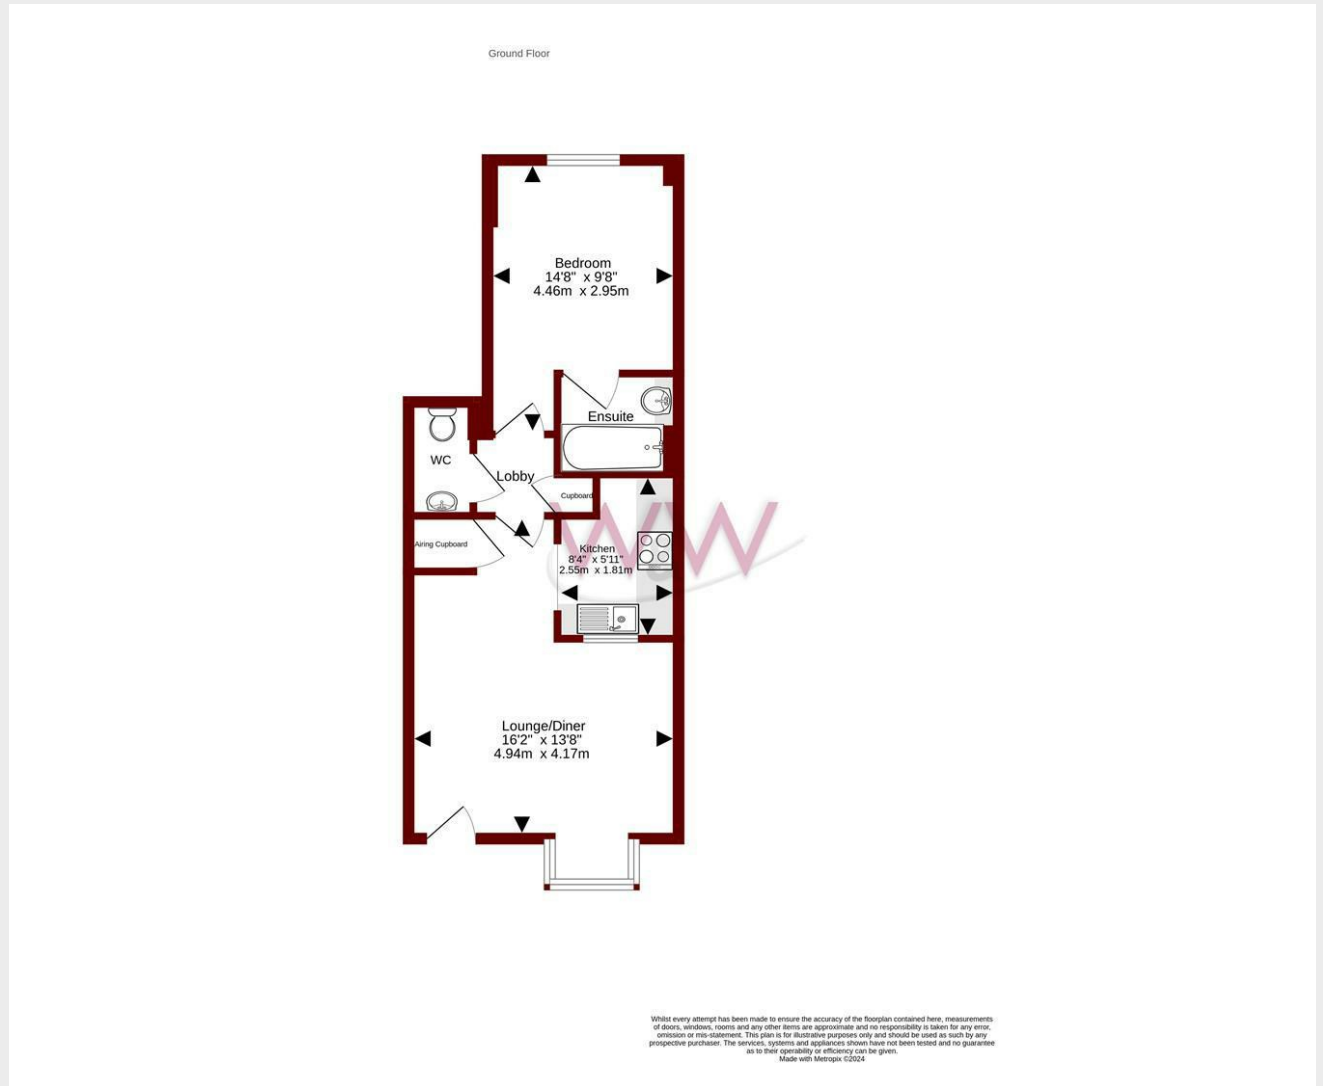 Ground Floor
Bedroom
14'8" x 9'8"
4.46m x 2.95m
Ensuite
WC
Lobby
Cupboard
Airing Cupboard
Kitchen
8'4" x 5'11"
2.55m x 1.81m
WW
Lounge/Diner
16'2" x 13'8"
4.94m x 4.17m
Whilst every attempt has been made to ensure the accuracy of the floorplan contained here, measurements
of doors, windows, rooms and any other items are approximate and no responsibility is taken for any error,
omission or mis-statement. This plan is for illustrative purposes only and should be used as such by any
prospective purchaser. The services, systems and appliances shown have not been tested and no guarantee
as to their operability or efficiency can be given.
Made with Metropix ©2024